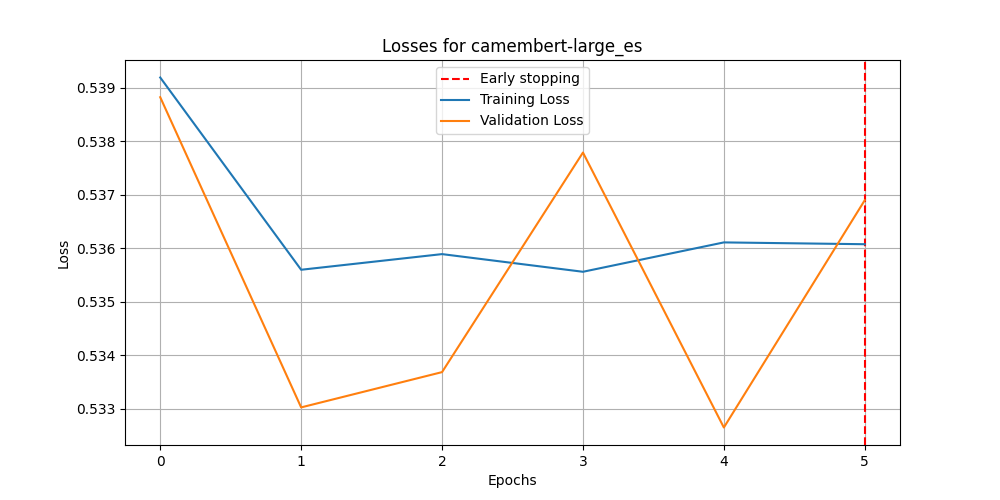 Losses for camembert-large_es
Early stopping
Training Loss
Validation Loss
Loss
0.539
0.538
0.537
0.536
0.535
0.534
0.533
0 1 2 3 4 5
Epochs